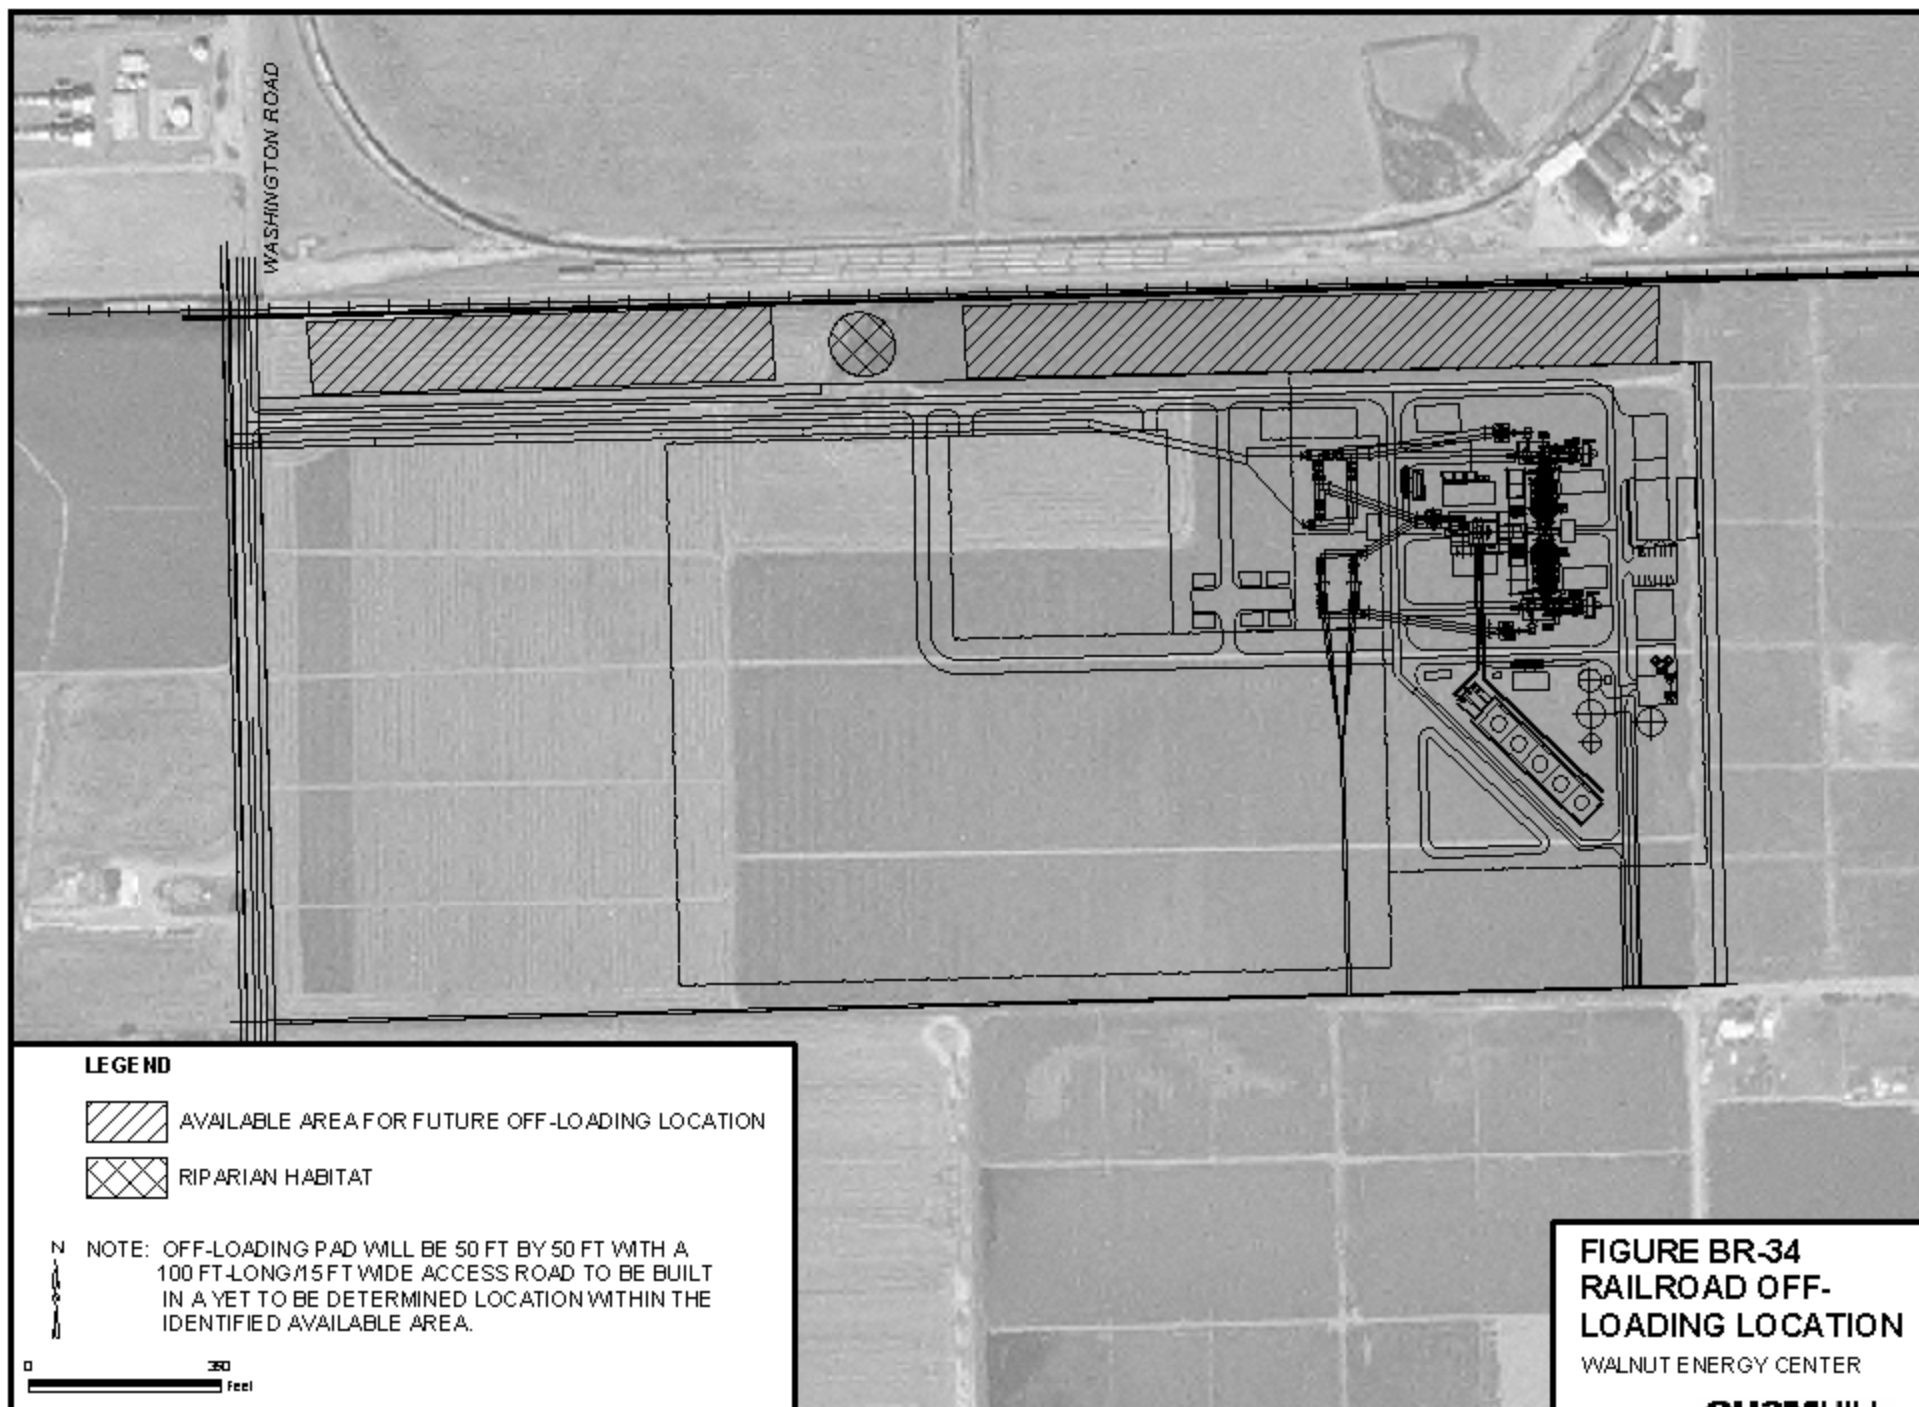 WASHINGTON ROAD
LEGEND
AVAILABLE AREA FOR FUTURE OFF-LOADING LOCATION
RIPARIAN HABITAT
N
NOTE: OFF-LOADING PAD WILL BE 50 FT BY 50 FT WITH A
100 FT-LONG/15 FT WIDE ACCESS ROAD TO BE BUILT
IN A YET TO BE DETERMINED LOCATION WITHIN THE
IDENTIFIED AVAILABLE AREA.
0
Feet
FIGURE BR-34
RAILROAD OFF-
LOADING LOCATION
WALNUT ENERGY CENTER